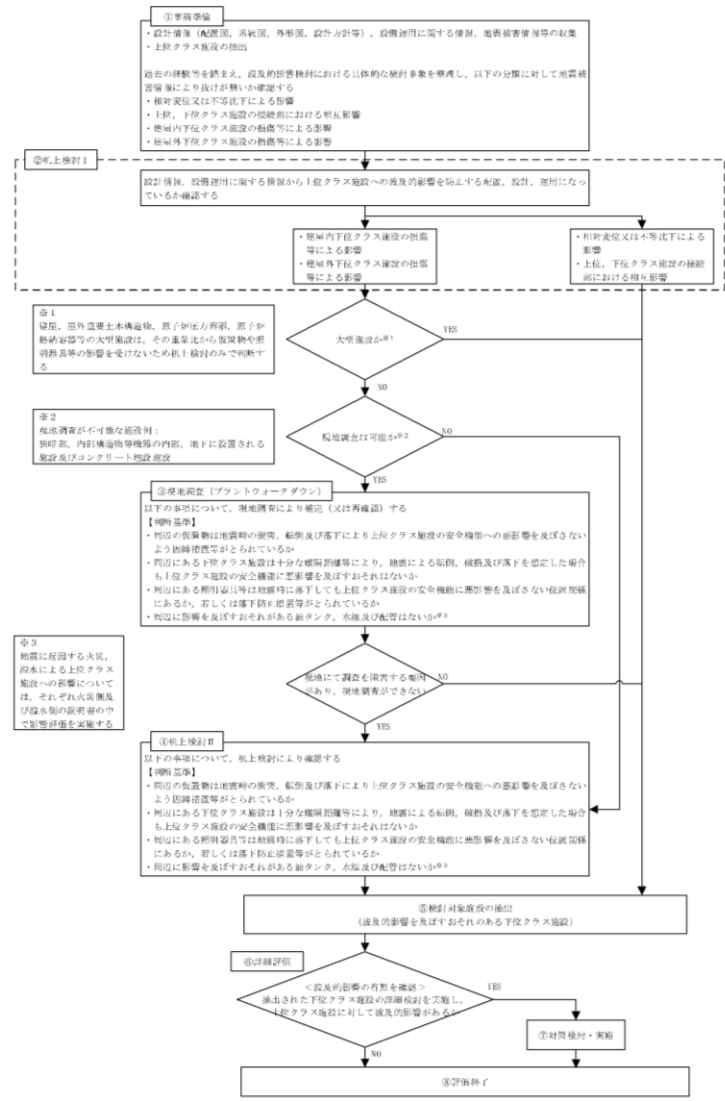 ①事前準備
・設計情報（配置図，系統図，外形図，設計方針等），設備運用に関する情報，地震被害情報等の収集
・上位クラス施設の抽出
過去の経験等を踏まえ，波及的影響検討における具体的な検討事象を整理し，以下の分類に対して地震被
害情報により抜けが無いか確認する
・相対変位又は不等沈下による影響
・上位，下位クラス施設の接続部における相互影響
・建屋内下位クラス施設の損傷等による影響
・建屋外下位クラス施設の損傷等による影響
②机上検討Ⅰ
設計情報，設備運用に関する情報から上位クラス施設への波及的影響を防止する配置，設計，運用になっ
ているか確認する
・建屋内下位クラス施設の損傷
等による影響
・建屋外下位クラス施設の損傷
等による影響
・相対変位又は不等沈下による
影響
・上位，下位クラス施設の接続
部における相互影響
※１
建屋，屋外重要土木構造物，原子炉圧力容器，原子炉
格納容器等の大型施設は，その重量比から仮置物や照
明器具等の影響を受けないため机上検討のみで判断す
る
大型施設か※1
YES
NO
※２
現地調査が不可能な施設例：
狭暗部，内部構造物等機器の内部，地下に設置される
施設及びコンクリート埋設施設
現地調査は可能か※2
NO
YES
③現地調査（プラントウォークダウン）
以下の事項について，現地調査により補完（又は再確認）する
【判断基準】
・周辺の仮置物は地震時の衝突，転倒及び落下により上位クラス施設の安全機能への悪影響を及ぼさない
よう固縛措置等がとられているか
・周辺にある下位クラス施設は十分な離隔距離等により，地震による転倒，破損及び落下を想定した場合
も上位クラス施設の安全機能に悪影響を及ぼすおそれはないか
・周辺にある照明器具等は地震時に落下しても上位クラス施設の安全機能に悪影響を及ぼさない位置関係
にあるか，若しくは落下防止措置等がとられているか
・周辺に影響を及ぼすおそれがある油タンク，水源及び配管はないか※3
※３
地震に起因する火災，
溢水による上位クラス
施設への影響について
は，それぞれ火災側及
び溢水側の説明書の中
で影響評価を実施する
現地にて調査を阻害する要因
があり，現地調査ができない
NO
YES
④机上検討Ⅱ
以下の事項について，机上検討により確認する
【判断基準】
・周辺の仮置物は地震時の衝突，転倒及び落下により上位クラス施設の安全機能への悪影響を及ぼさない
よう固縛措置等がとられているか
・周辺にある下位クラス施設は十分な離隔距離等により，地震による転倒，破損及び落下を想定した場合
も上位クラス施設の安全機能に悪影響を及ぼすおそれはないか
・周辺にある照明器具等は地震時に落下しても上位クラス施設の安全機能に悪影響を及ぼさない位置関係
にあるか，若しくは落下防止措置等がとられているか
・周辺に影響を及ぼすおそれがある油タンク，水源及び配管はないか※3
⑤検討対象施設の抽出
（波及的影響を及ぼすおそれのある下位クラス施設）
⑥詳細評価
＜波及的影響の有無を確認＞
抽出された下位クラス施設の詳細検討を実施し，
上位クラス施設に対して波及的影響があるか
YES
NO
⑦対策検討・実施
⑧評価終了